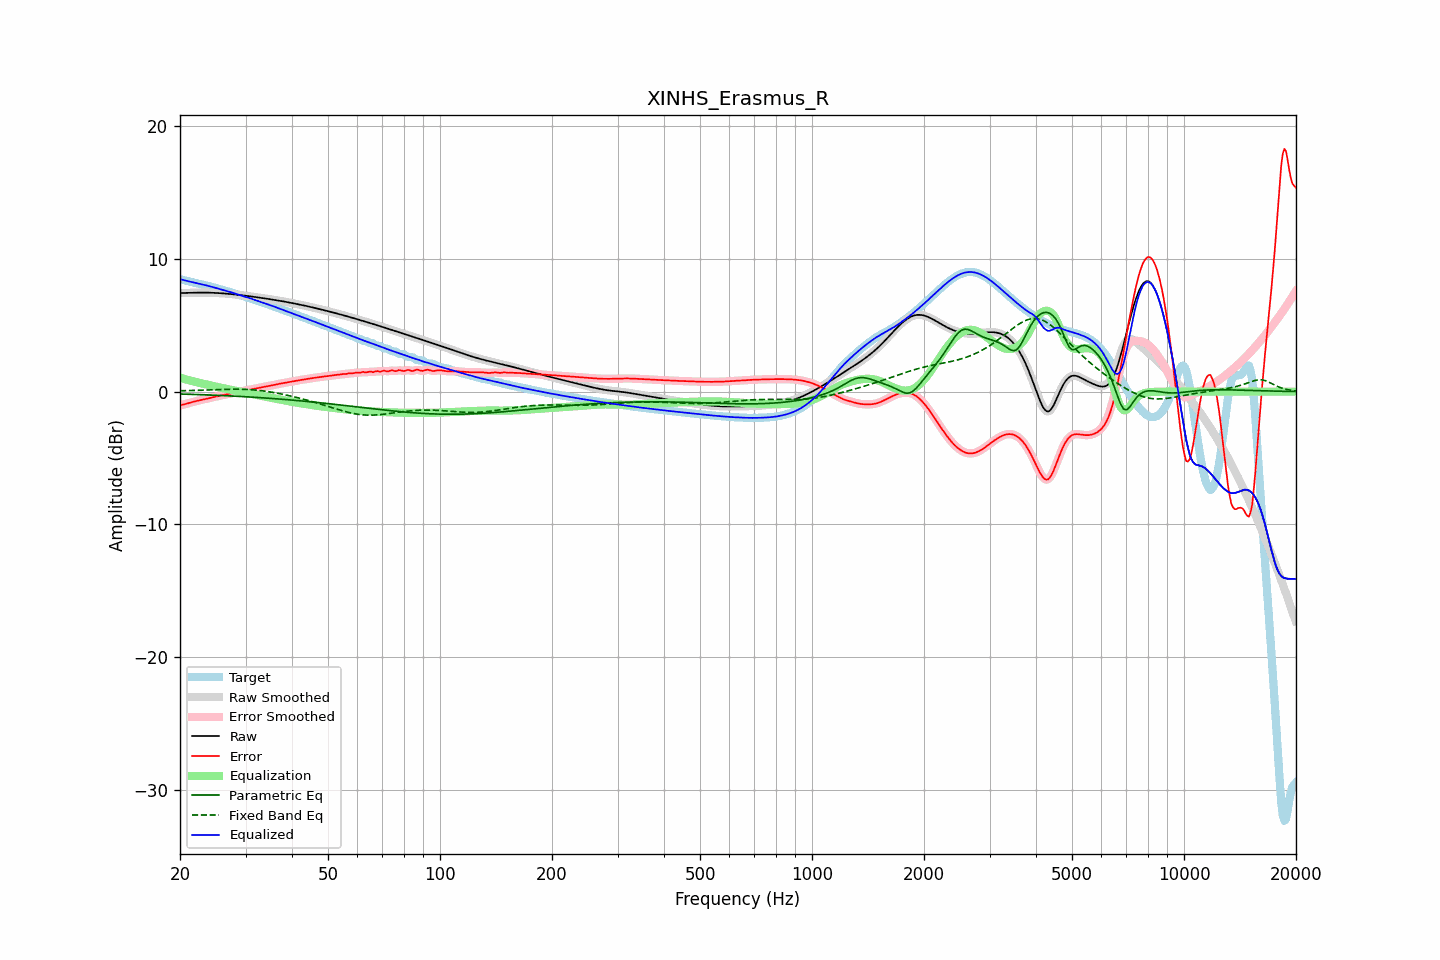 XINHS_Erasmus_R
20
10
0
−10
−20
−30
Amplitude (dBr)
Target
Raw Smoothed
Error Smoothed
Raw
Error
Equalization
Parametric Eq
Fixed Band Eq
Equalized
20 50 100 200 500 1000 2000 5000 10000 20000
Frequency (Hz)